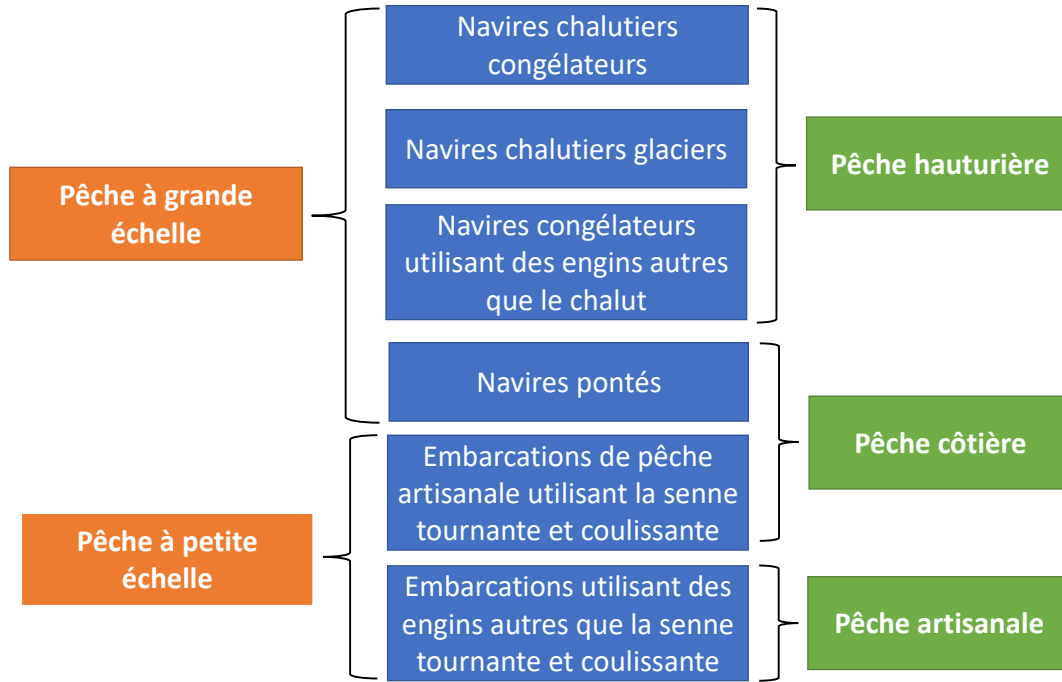 Navires chalutiers
congélateurs
Navires chalutiers glaciers
Pêche hauturière
Pêche à grande
échelle
Navires congélateurs
utilisant des engins autres
que le chalut
Navires pontés
Pêche côtière
Embarcations de pêche
artisanale utilisant la senne
tournante et coulissante
Pêche à petite
échelle
Embarcations utilisant des
engins autres que la senne
tournante et coulissante
Pêche artisanale